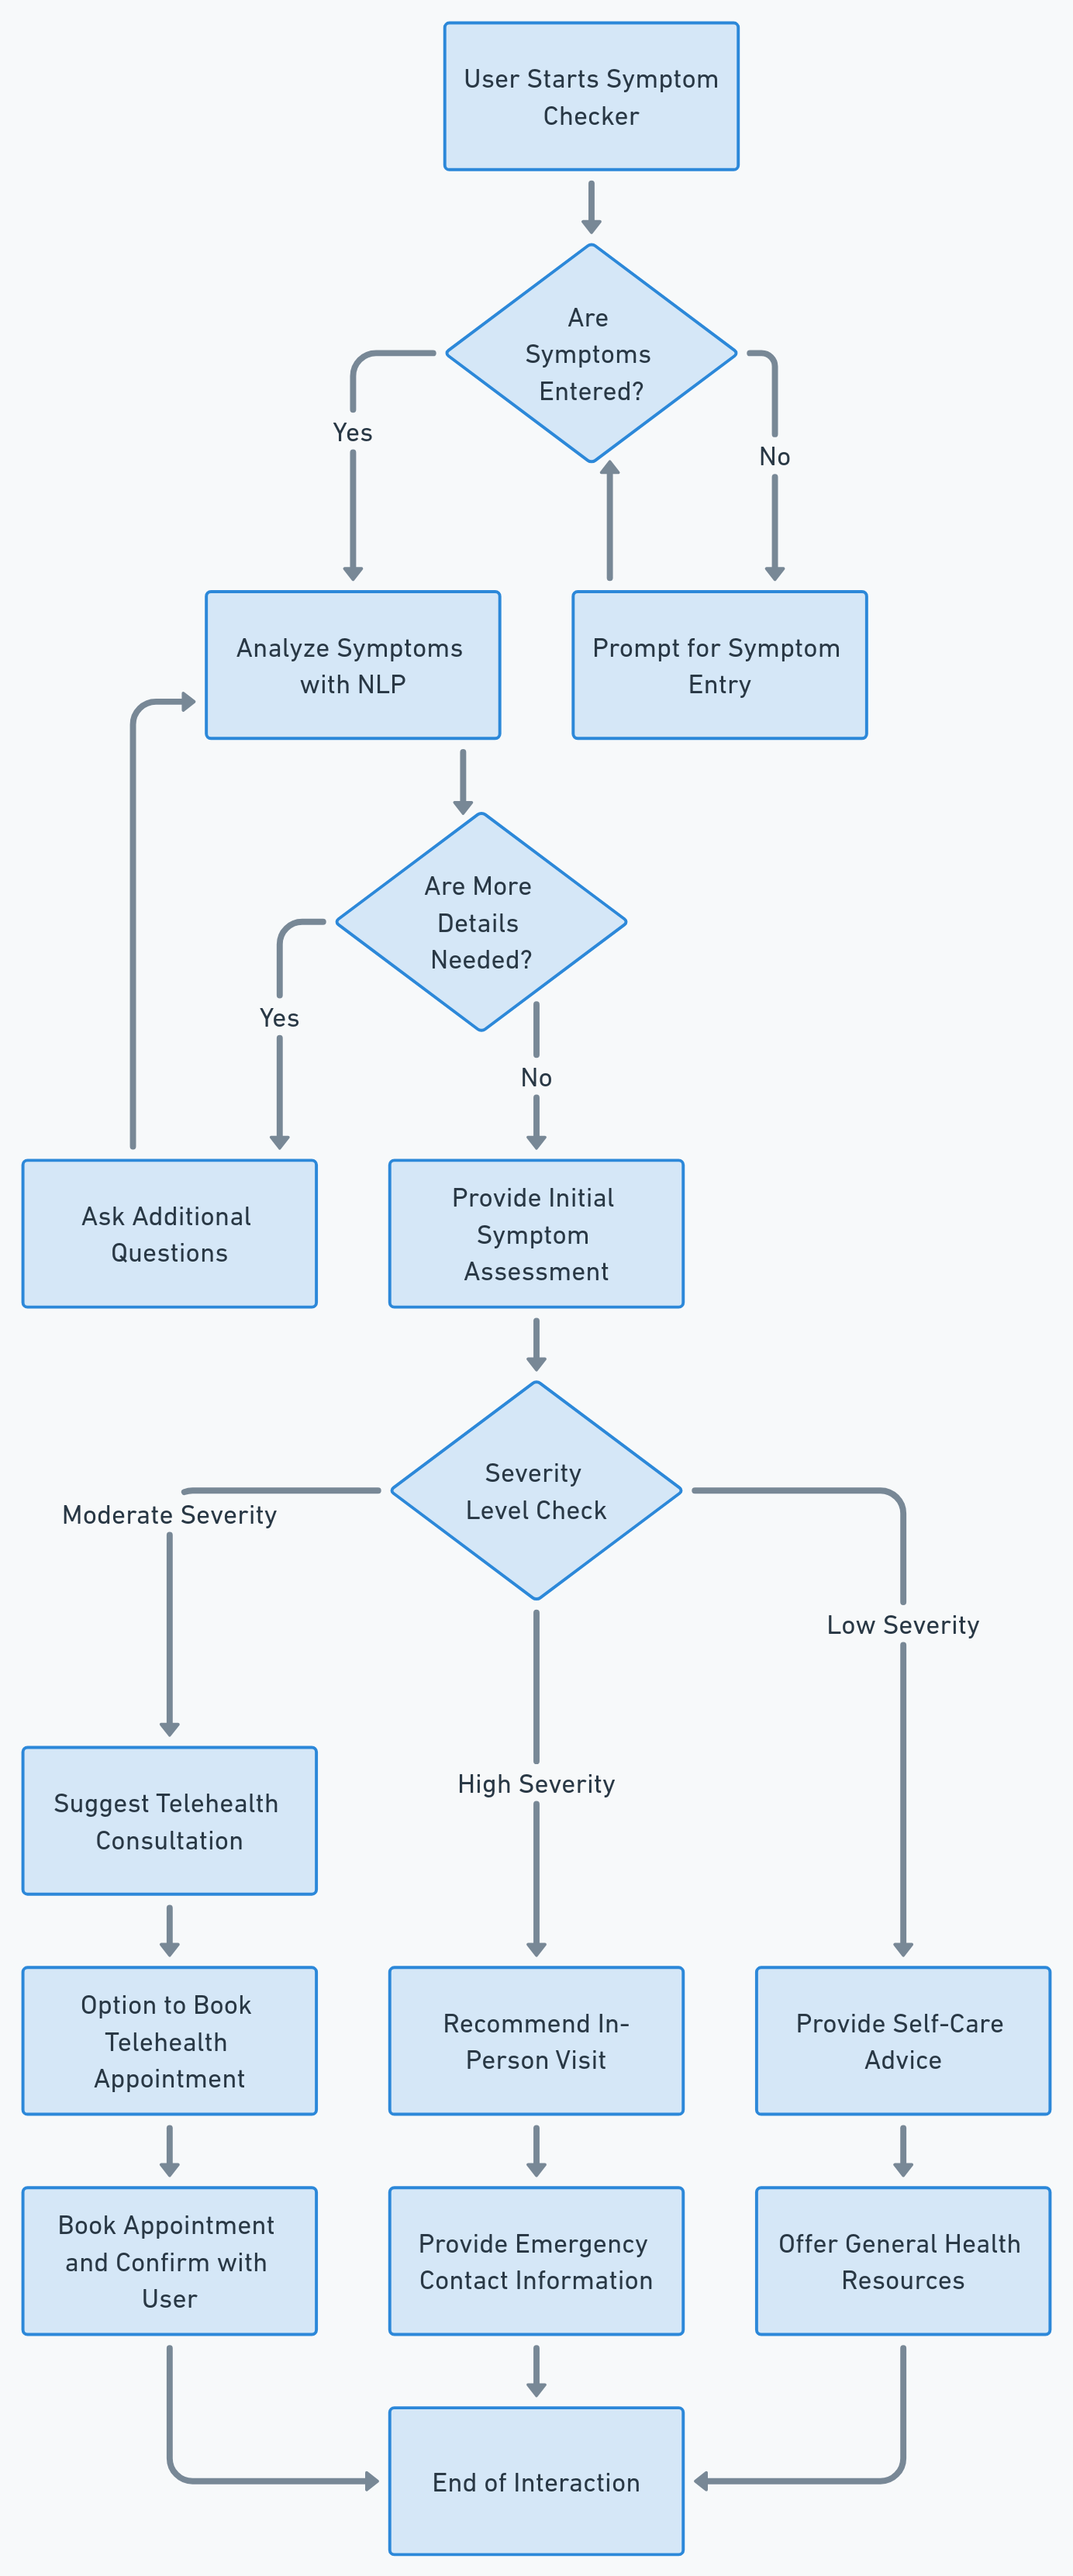 User Starts Symptom
Checker
Are
Symptoms
Entered?
Yes
No
Analyze Symptoms
with NLP
Prompt for Symptom
Entry
Are More
Details
Needed?
Yes
No
Ask Additional
Questions
Provide Initial
Symptom
Assessment
Severity
Level Check
Moderate Severity
Low Severity
High Severity
Suggest Telehealth
Consultation
Option to Book
Telehealth
Appointment
Recommend In-
Person Visit
Provide Self-Care
Advice
Book Appointment
and Confirm with
User
Provide Emergency
Contact Information
Offer General Health
Resources
End of Interaction